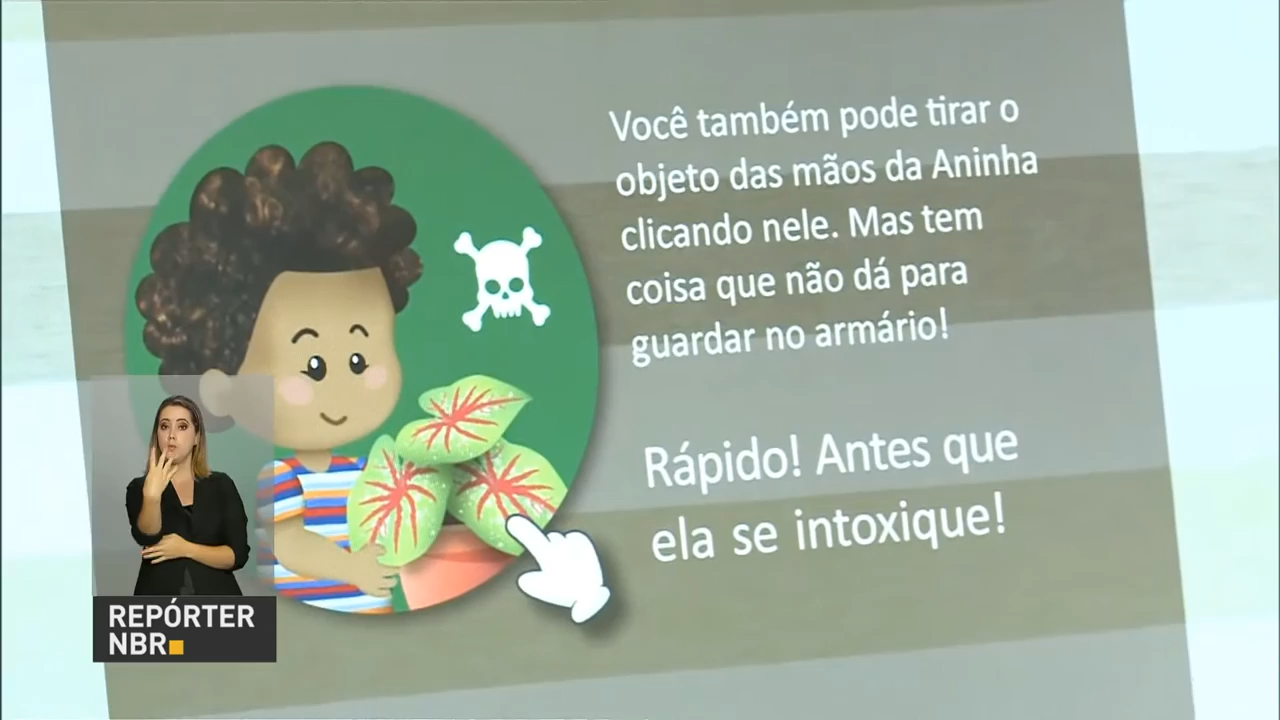 Você também pode tirar o
objeto das mãos da Aninha
clicando nele. Mas tem
coisa que não dá para
guardar no armário!
Rápido! Antes que
ela se intoxique!
REPÓRTER
NBR